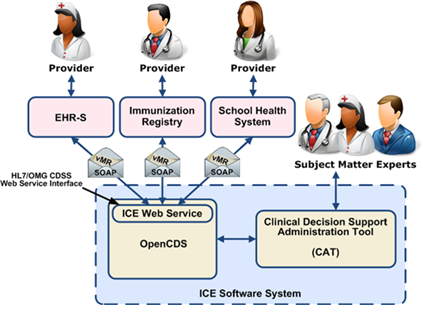 Provider
Provider
Provider
EHR-S
Immunization
Registry
School Health
System
Subject Matter Experts
vMR
SOAP
vMR
SOAP
vMR
SOAP
HL7/OMG CDSS
Web Service Interface
ICE Web Service
OpenCDS
Clinical Decision Support
Administration Tool
(CAT)
ICE Software System